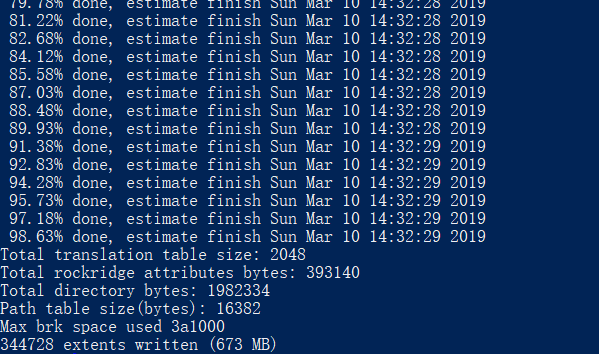 79.78% done, estimate finish Sun Mar 10 14:32:28 2019
81.22% done, estimate finish Sun Mar 10 14:32:28 2019
82.68% done, estimate finish Sun Mar 10 14:32:28 2019
84.12% done, estimate finish Sun Mar 10 14:32:28 2019
85.58% done, estimate finish Sun Mar 10 14:32:28 2019
87.03% done, estimate finish Sun Mar 10 14:32:28 2019
88.48% done, estimate finish Sun Mar 10 14:32:28 2019
89.93% done, estimate finish Sun Mar 10 14:32:28 2019
91.38% done, estimate finish Sun Mar 10 14:32:29 2019
92.83% done, estimate finish Sun Mar 10 14:32:29 2019
94.28% done, estimate finish Sun Mar 10 14:32:29 2019
95.73% done, estimate finish Sun Mar 10 14:32:29 2019
97.18% done, estimate finish Sun Mar 10 14:32:29 2019
98.63% done, estimate finish Sun Mar 10 14:32:29 2019
Total translation table size: 2048
Total rockridge attributes bytes: 393140
Total directory bytes: 1982334
Path table size(bytes): 16382
Max brk space used 3a1000
344728 extents written (673 MB)